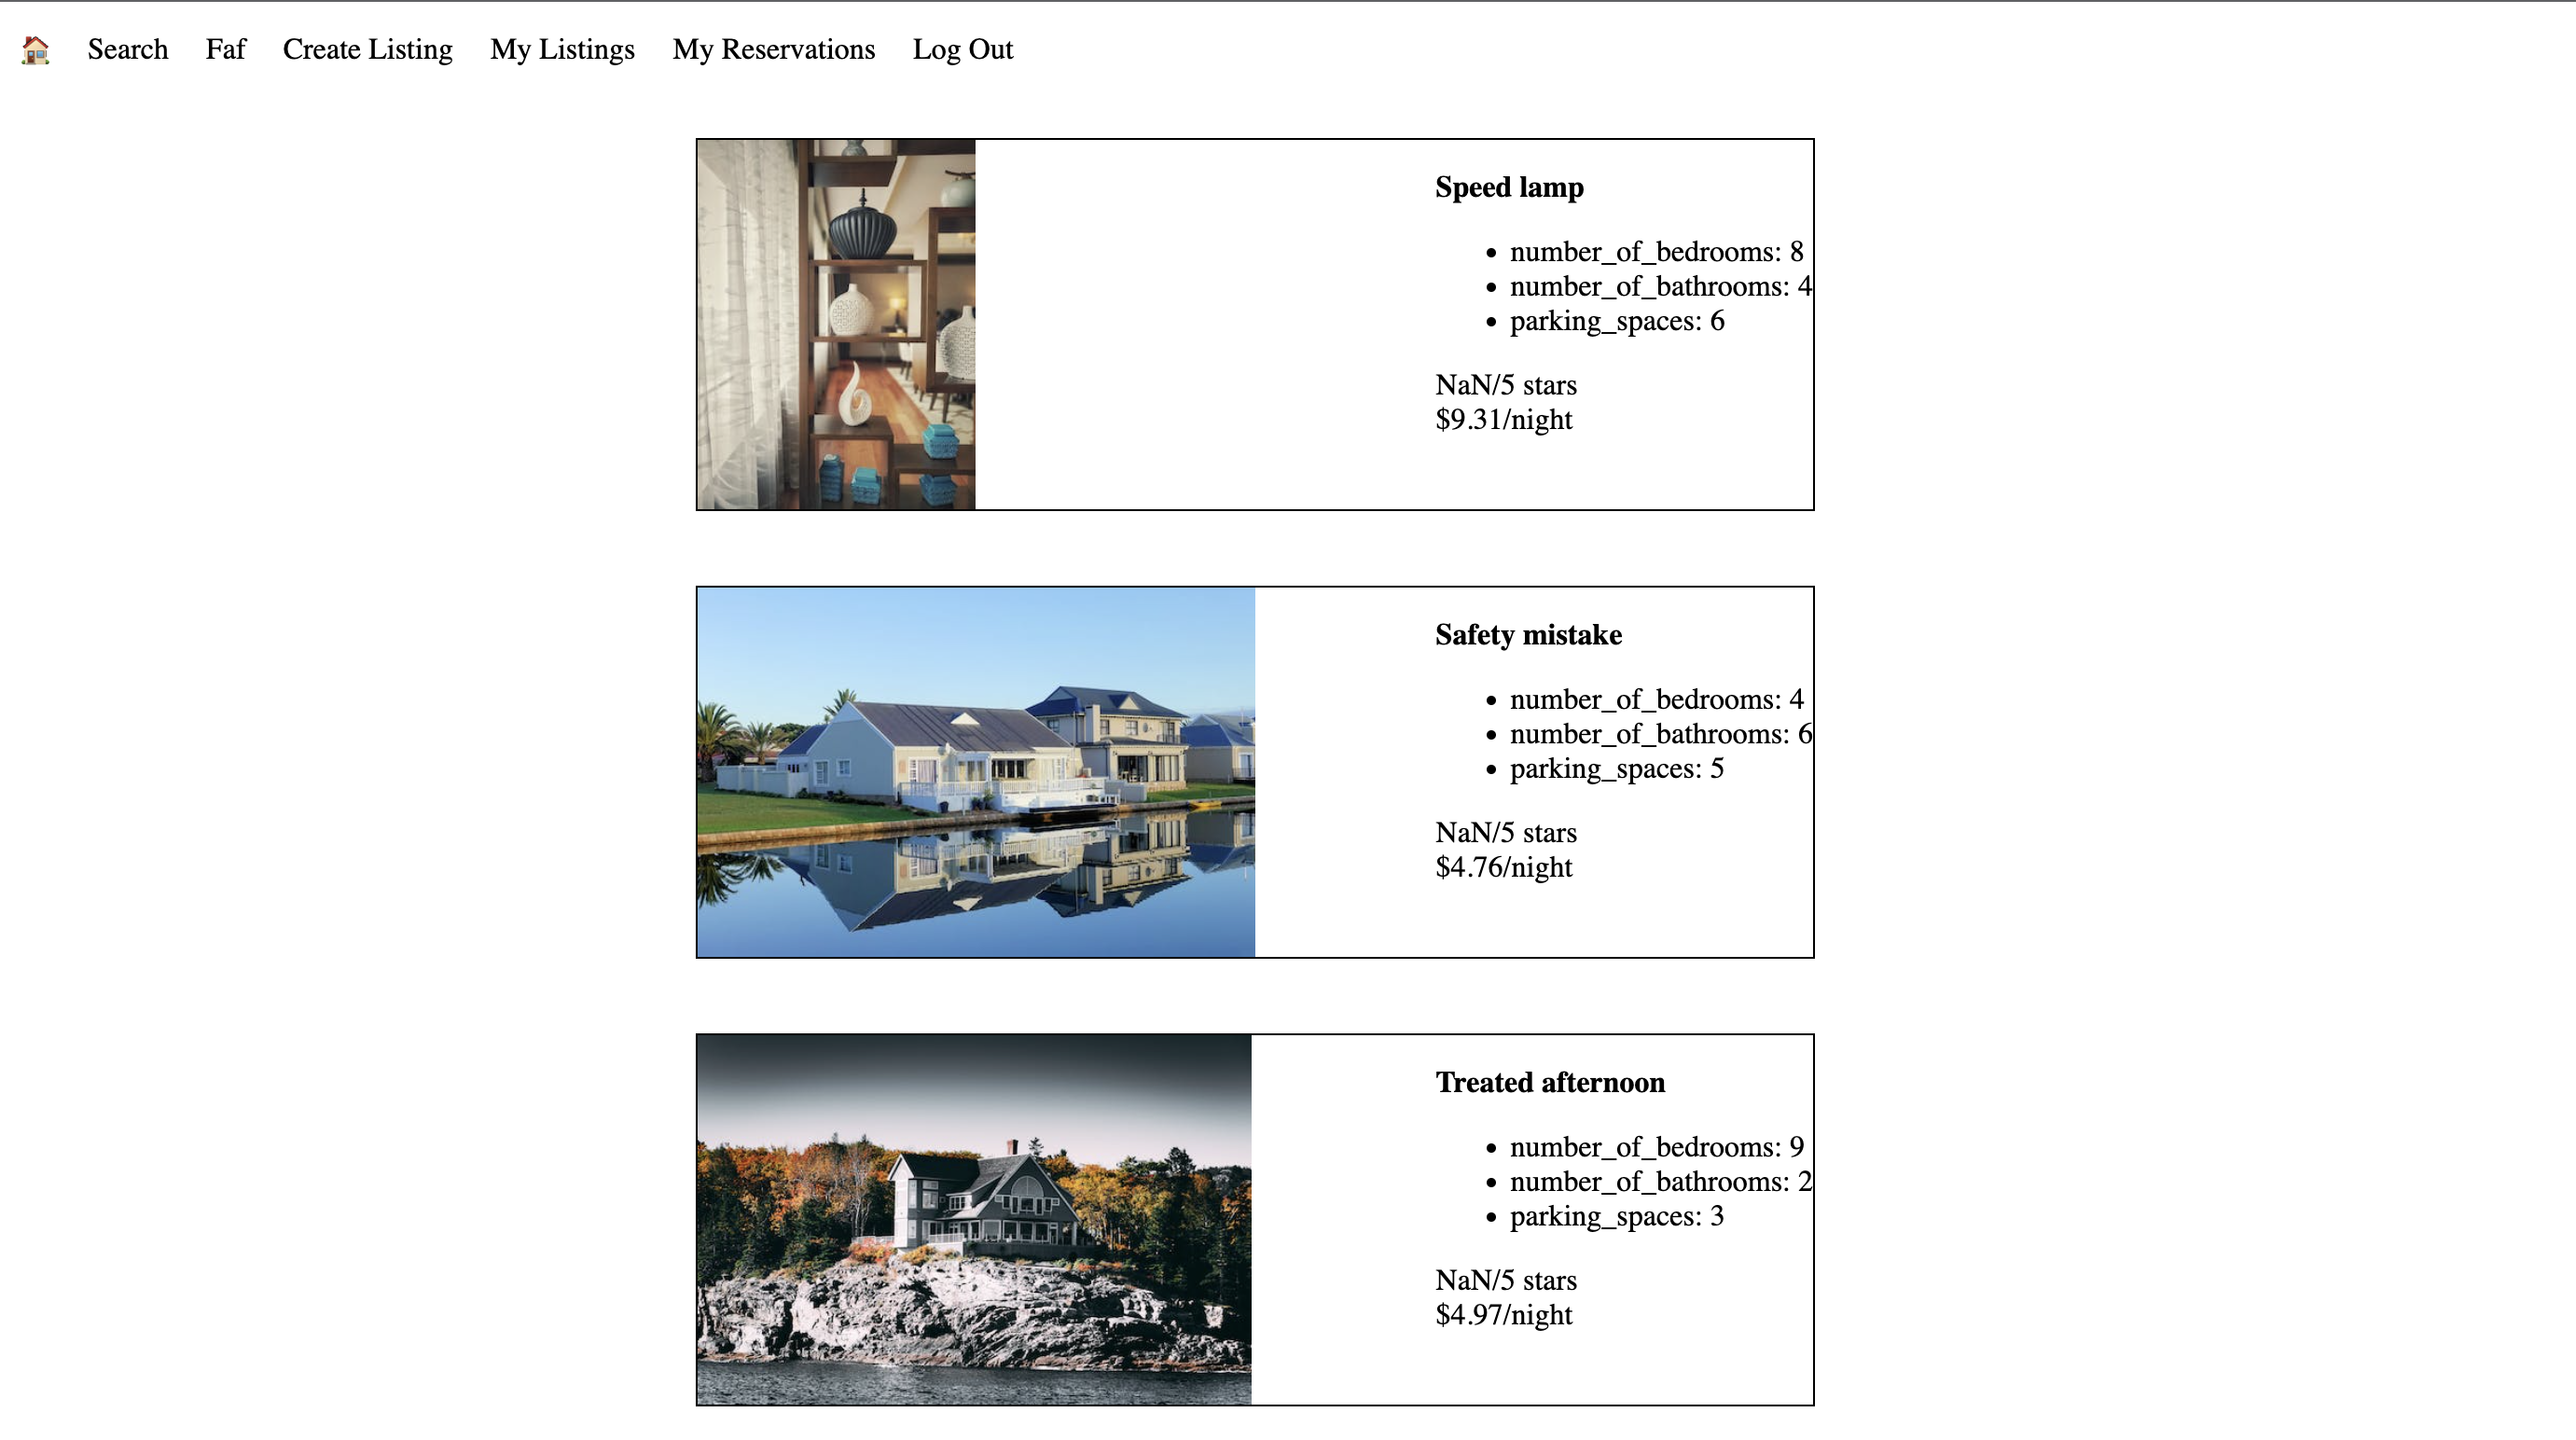 Search Faf Create Listing My Listings My Reservations Log Out
Speed lamp
number_of_bedrooms: 8
number_of_bathrooms: 4
parking_spaces: 6
NaN/5 stars
$9.31/night
Safety mistake
number_of_bedrooms: 4
number_of_bathrooms: 6
parking_spaces: 5
NaN/5 stars
$4.76/night
Treated afternoon
number_of_bedrooms: 9
number_of_bathrooms: 2
parking_spaces: 3
NaN/5 stars
$4.97/night